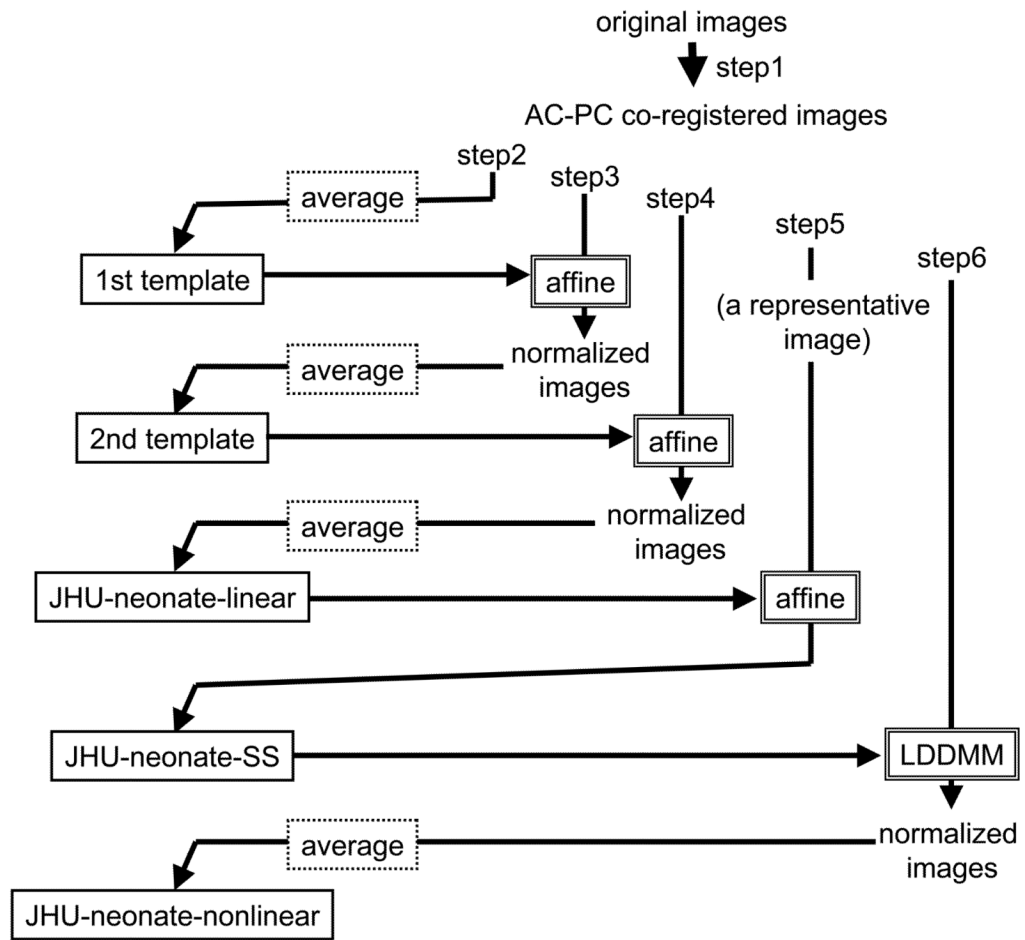 original images
step1
AC-PC co-registered images
step2
step3
step4
step5
step6
average
1st template
affine
(a representative
image)
normalized
images
average
2nd template
affine
normalized
images
average
JHU-neonate-linear
affine
JHU-neonate-SS
LDDMM
normalized
images
average
JHU-neonate-nonlinear